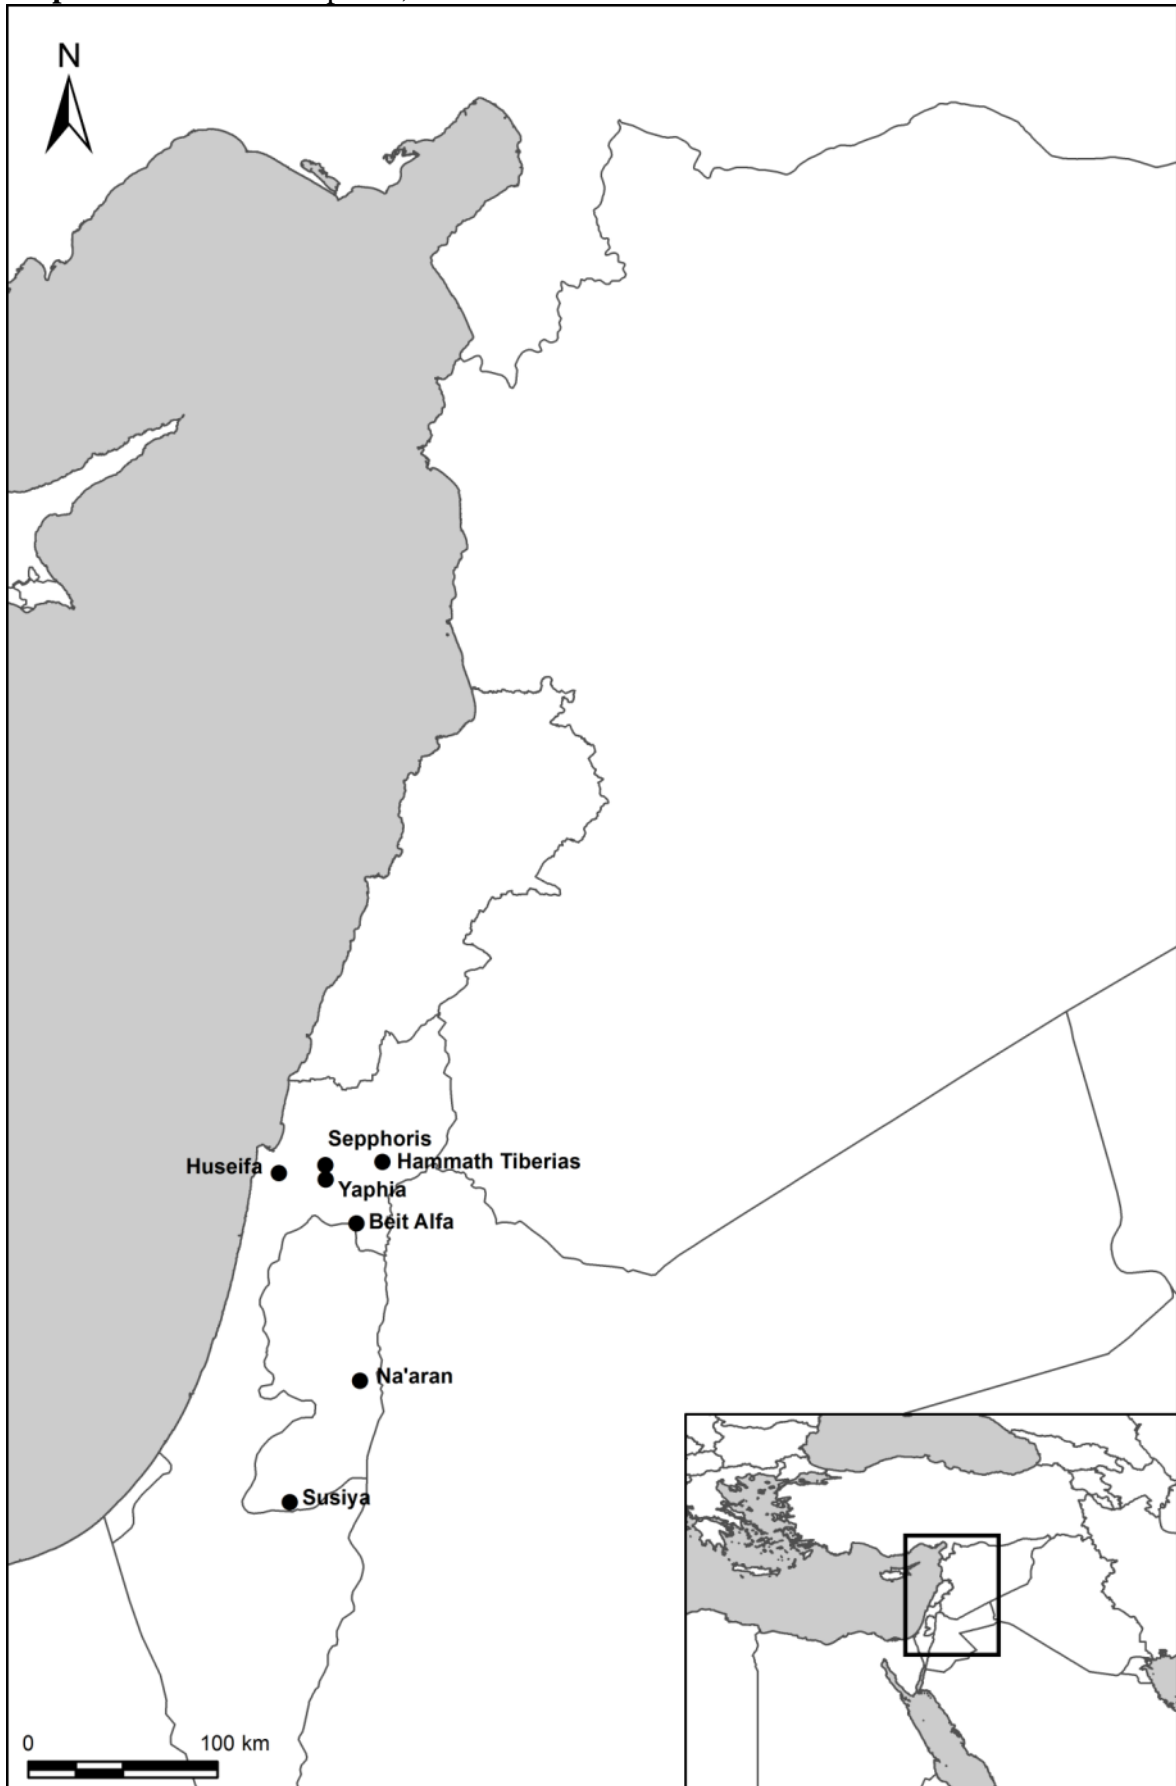 N
Sepphoris
Huseifa
Hammath Tiberias
Yaphia
Beit Alfa
Na'aran
Susiya
0 100 km